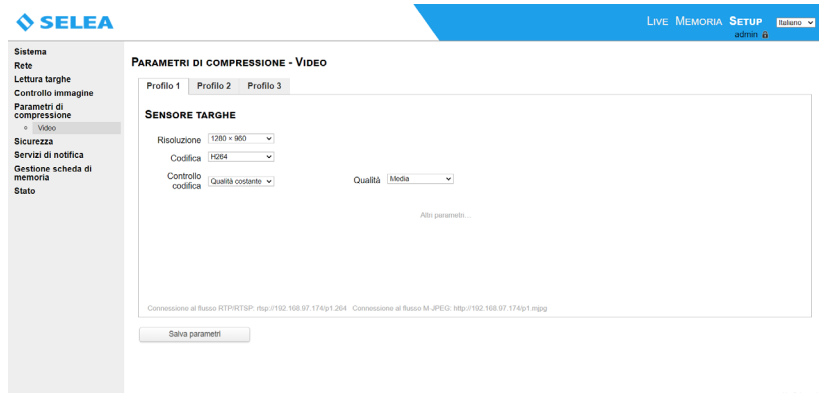 SELEA
LIVE MEMORIA SETUP Italiano
admin
Sistema
Rete
Lettura targhe
Controllo immagine
Parametri di
compressione
Video
Sicurezza
Servizi di notifica
Gestione scheda di
memoria
Stato
PARAMETRI DI COMPRESSIONE - VIDEO
Profilo 1 Profilo 2 Profilo 3
SENSORE TARGHE
Risoluzione 1280 × 960
Codifica H264
Controllo
codifica Qualità costante Qualità Media
Altri parametri...
Connessione al flusso RTP/RTSP: rtsp://192.168.97.174/p1.264 Connessione al flusso M-JPEG: http://192.168.97.174/p1.mjpg
Salva parametri